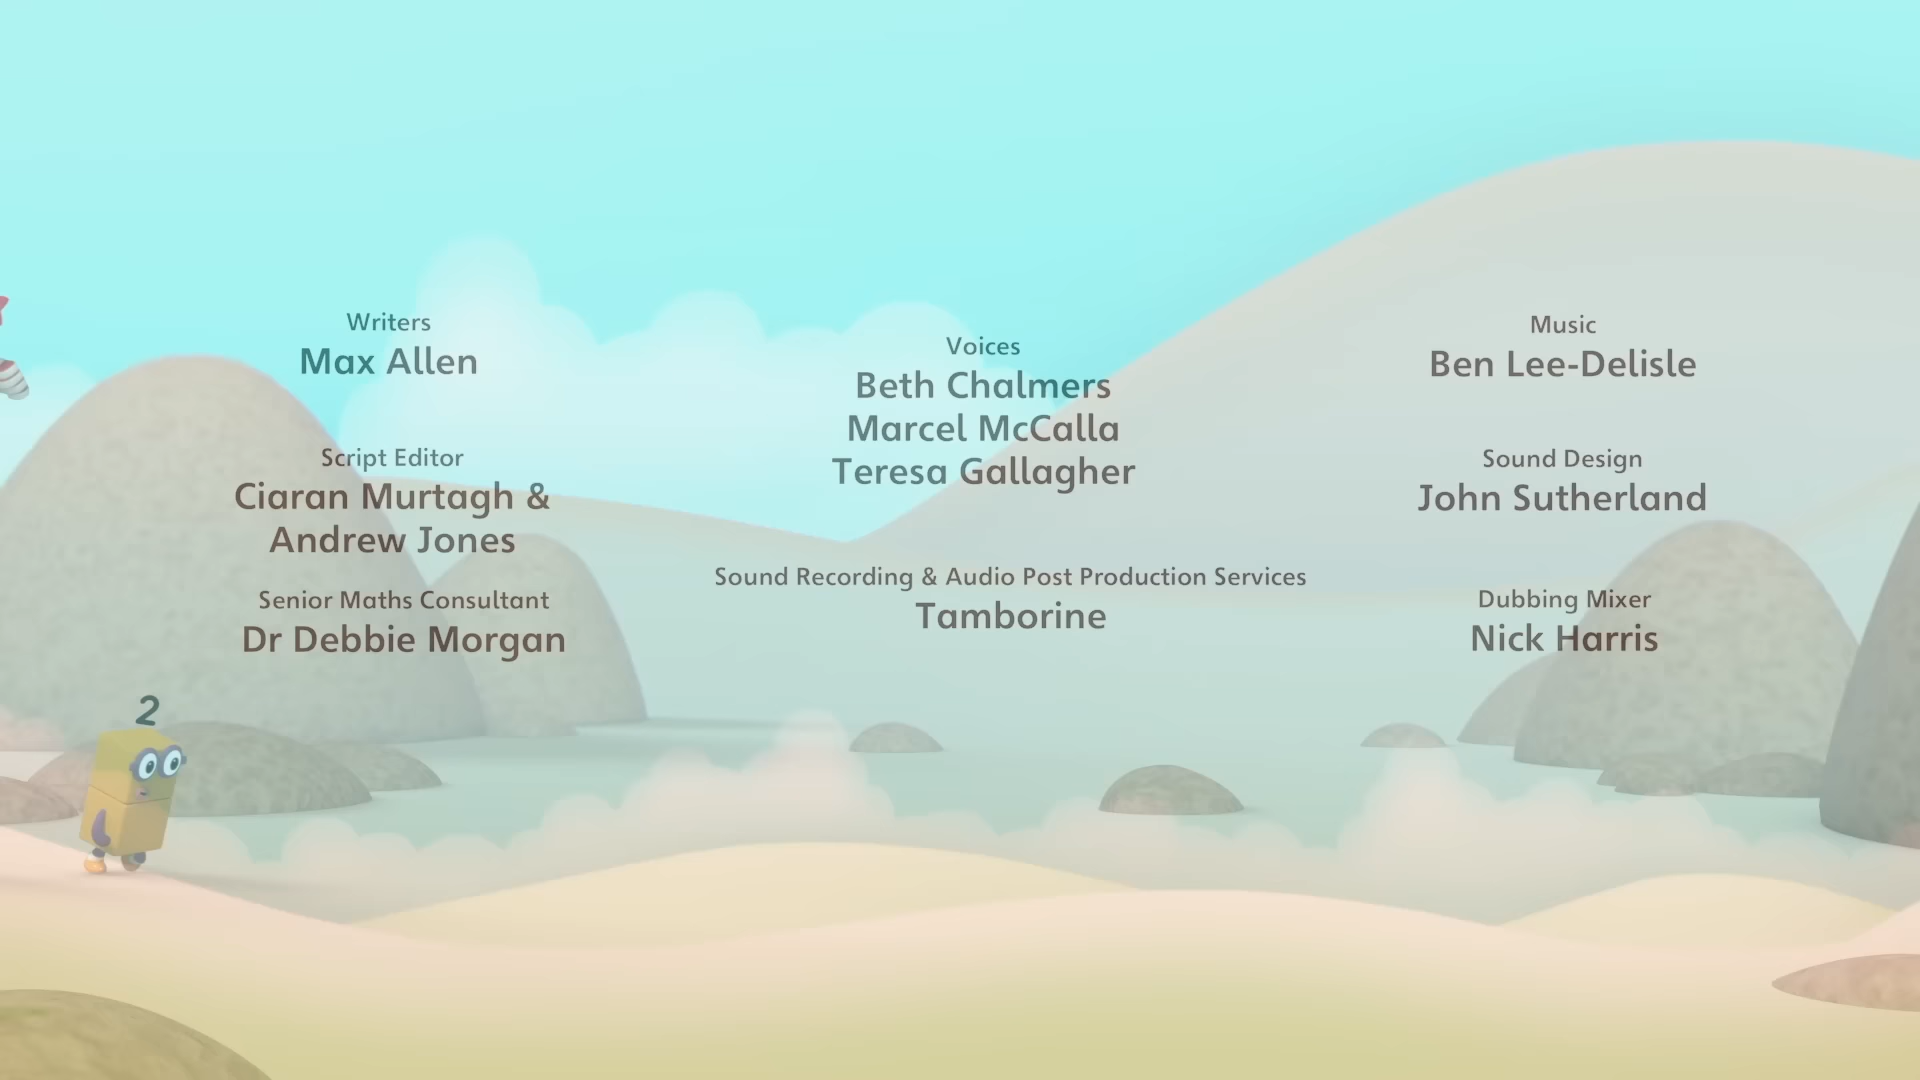 Writers
Max Allen
Script Editor
Ciaran Murtagh &
Andrew Jones
Senior Maths Consultant
Dr Debbie Morgan
Voices
Beth Chalmers
Marcel McCalla
Teresa Gallagher
Sound Recording & Audio Post Production Services
Tamborine
Music
Ben Lee-Delisle
Sound Design
John Sutherland
Dubbing Mixer
Nick Harris
2